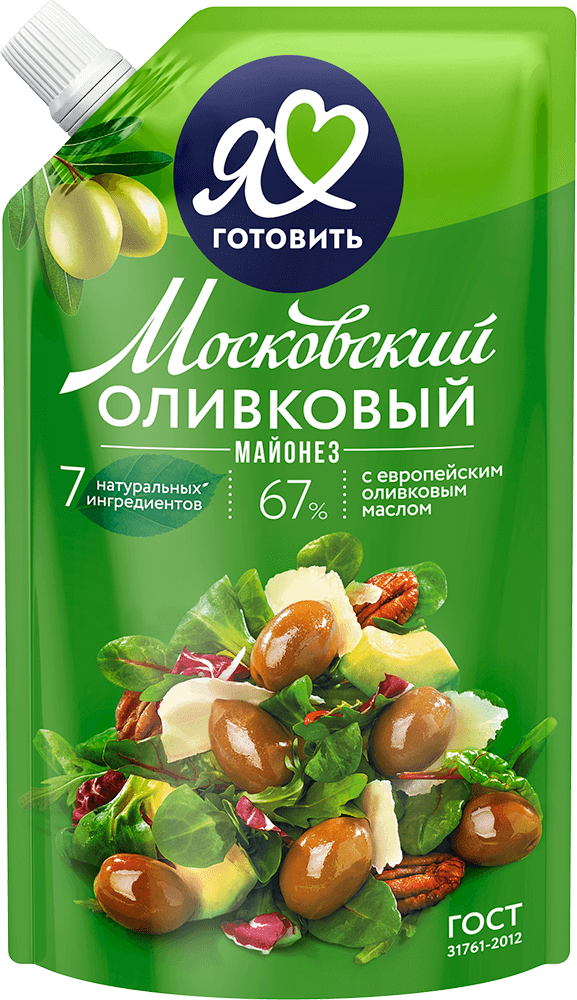 Я
ГОТОВИТЬ
Московский
ОЛИВКОВЫЙ
МАЙОНЕЗ
7 натуральных*
ингредиентов
67%
с европейским
оливковым
маслом
ГОСТ
31761-2012